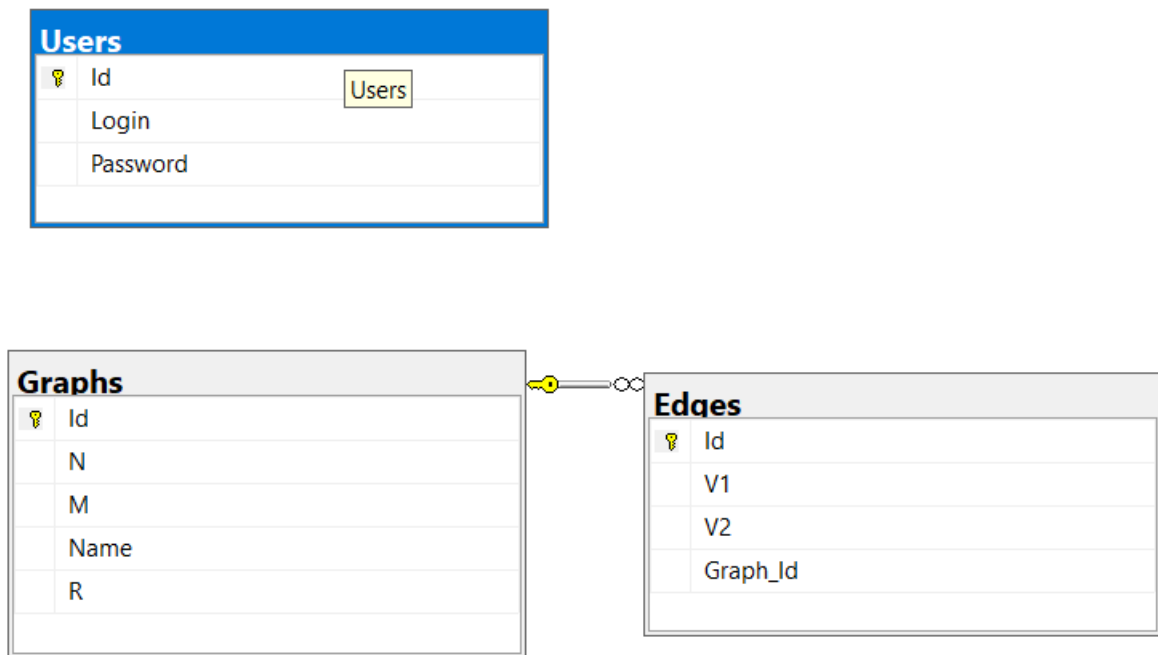 Users
Id
Users
Login
Password
Graphs
Id
N
M
Name
R
Edges
Id
V1
V2
Graph_Id